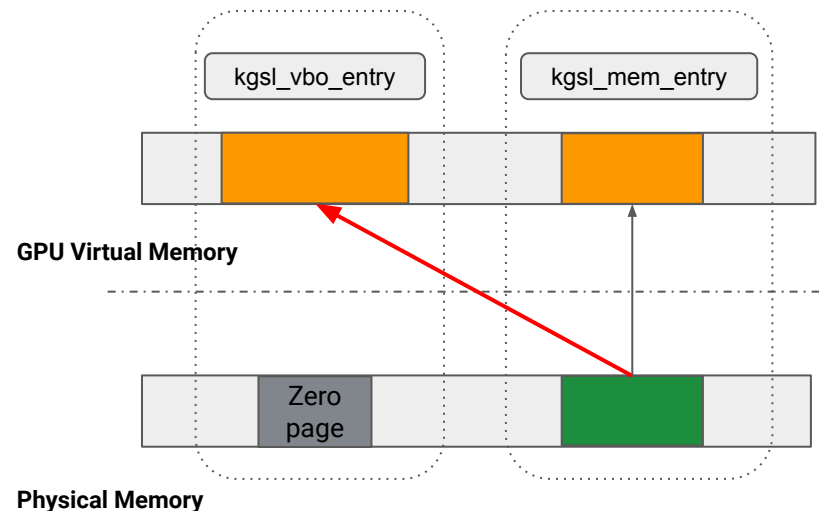 kgsl_vbo_entry
kgsl_mem_entry
GPU Virtual Memory
Zero
page
Physical Memory